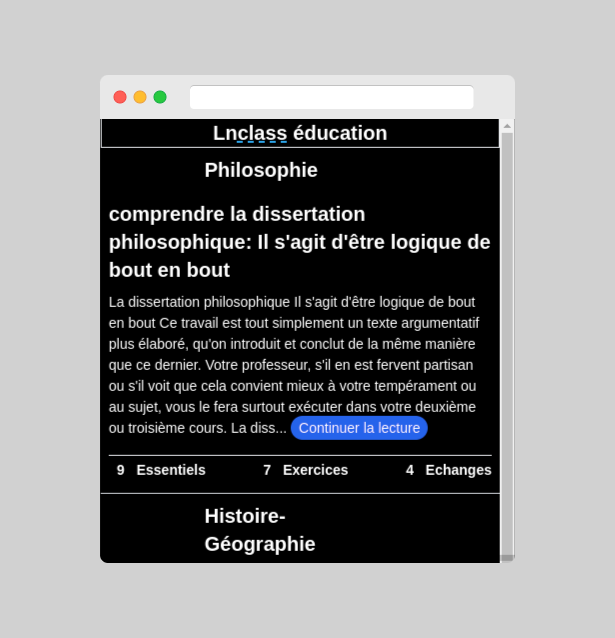 Lnclass éducation
Philosophie
comprendre la dissertation
philosophique: Il s'agit d'être logique de
bout en bout
La dissertation philosophique Il s'agit d'être logique de bout
en bout Ce travail est tout simplement un texte argumentatif
plus élaboré, qu'on introduit et conclut de la même manière
que ce dernier. Votre professeur, s'il en est fervent partisan
ou s'il voit que cela convient mieux à votre tempérament ou
au sujet, vous le fera surtout exécuter dans votre deuxième
ou troisième cours. La diss... Continuer la lecture
9 Essentiels 7 Exercices 4 Echanges
Histoire-
Géographie